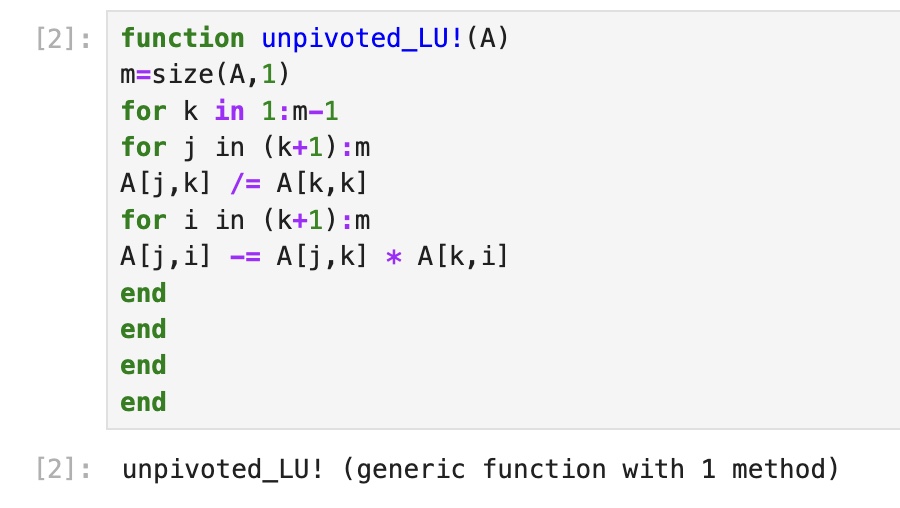 [2]: function unpivoted_LU!(A)
m=size(A,1)
for k in 1:m-1
for j in (k+1):m
A[j,k] /= A[k,k]
for i in (k+1):m
A[j,i] -= A[j,k] * A[k,i]
end
end
end
end
[2]: unpivoted_LU! (generic function with 1 method)